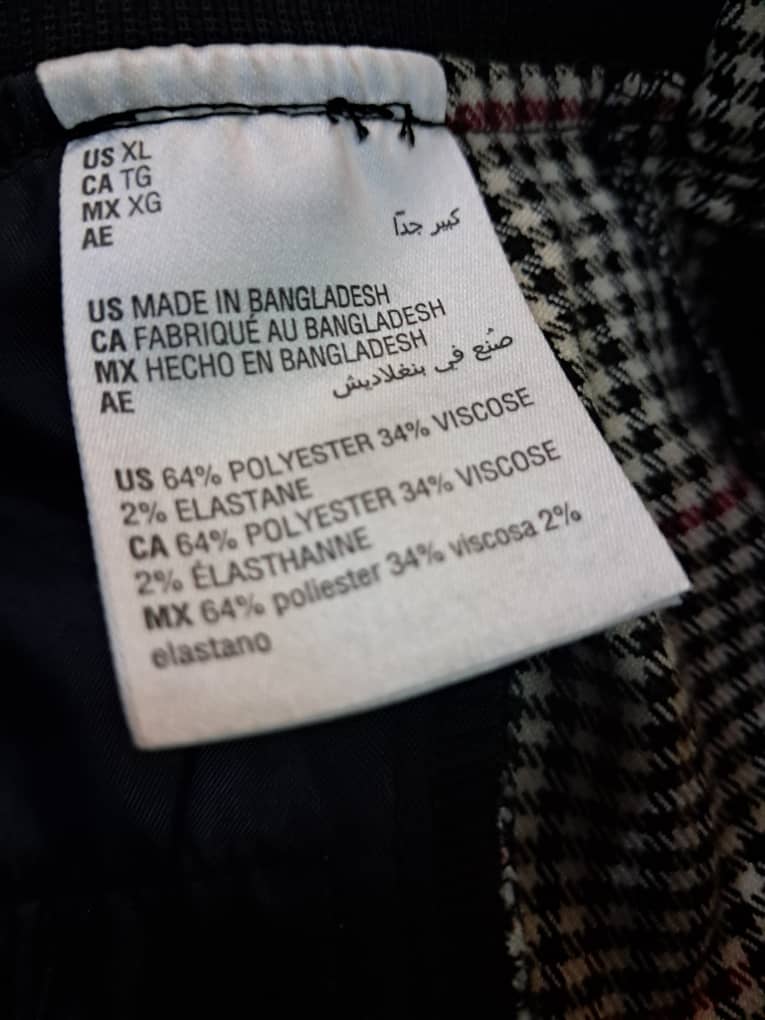 US XL
CA TG
MX XG
AE كبير جدّا
US MADE IN BANGLADESH
CA FABRIQUÉ AU BANGLADESH
MX HECHO EN BANGLADESH
AE صُنع في بنغلاديش
US 64% POLYESTER 34% VISCOSE
2% ELASTANE
CA 64% POLYESTER 34% VISCOSE
2% ÉLASTHANNE
MX 64% poliester 34% viscosa 2%
elastano